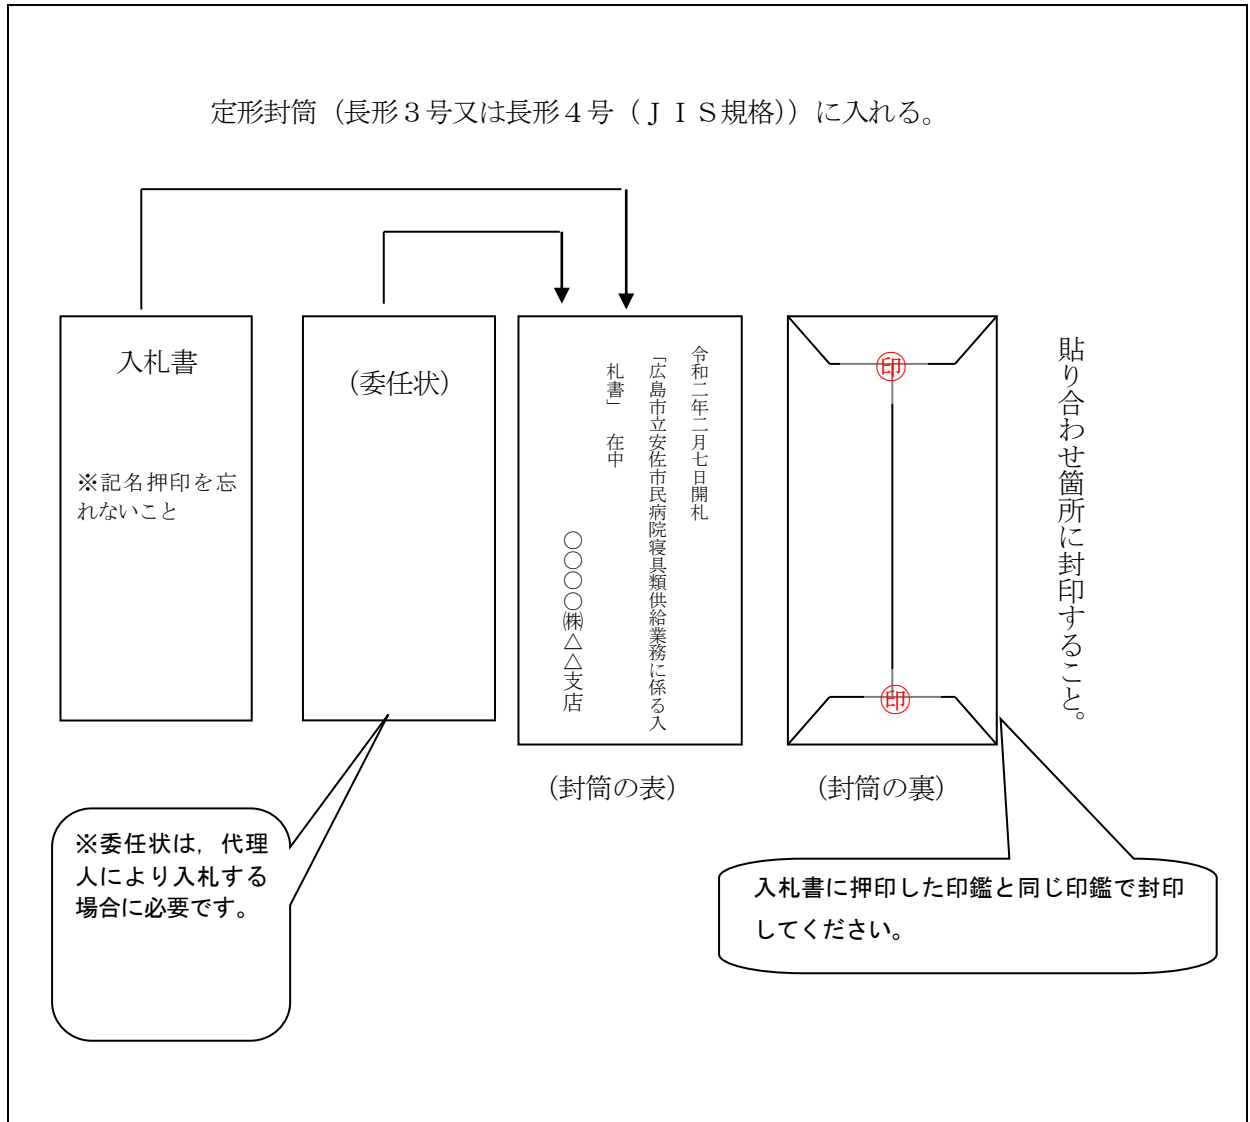 定形封筒（長形３号又は長形４号（ＪＩＳ規格））に入れる。
入札書
※記名押印を忘
れないこと
（委任状）
令和二年二月七日開札
「広島市立安佐市民病院寝具類供給業務に係る入
札書」　在中
○○○○㈱△△支店
印
印
貼り合わせ箇所に封印すること。
（封筒の表）
（封筒の裏）
※委任状は，代理
人により入札する
場合に必要です。
入札書に押印した印鑑と同じ印鑑で封印
してください。